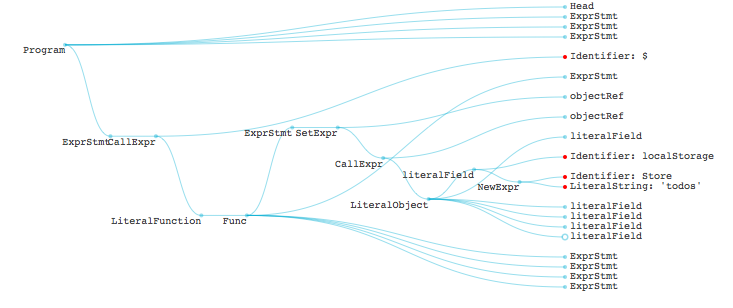 Head
ExprStmt
ExprStmt
ExprStmt
Program
Identifier: $
ExprStmt
objectRef
objectRef
ExprStmt
SetExpr
literalField
ExprStmt
CallExpr
Identifier: localStorage
CallExpr
literalField
Identifier: Store
NewExpr
LiteralString: 'todos'
LiteralObject
literalField
literalField
LiteralFunction
Func
literalField
literalField
ExprStmt
ExprStmt
ExprStmt
ExprStmt